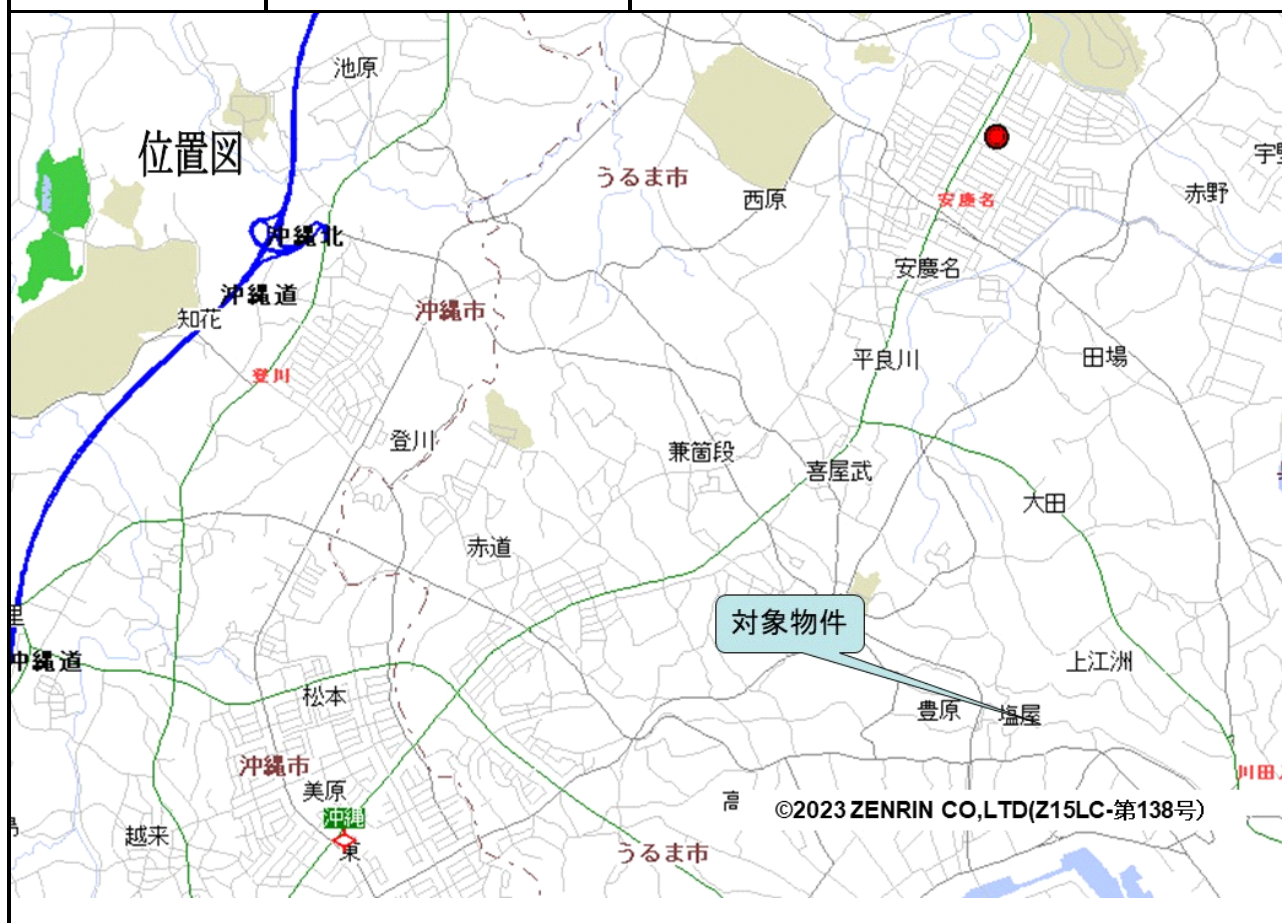 池原
位置図
うるま市
西原
赤野
安慶名
沖縄北
安慶名
沖縄道
沖縄市
知花
平良川
田場
登川
登川
兼箇段
喜屋武
大田
赤道
対象物件
里
沖縄道
上江洲
松本
豊原
塩屋
沖縄市
美原
川田
高
©2023 ZENRIN CO,LTD(Z15LC-第138号)
沖縄
越来
東
うるま市